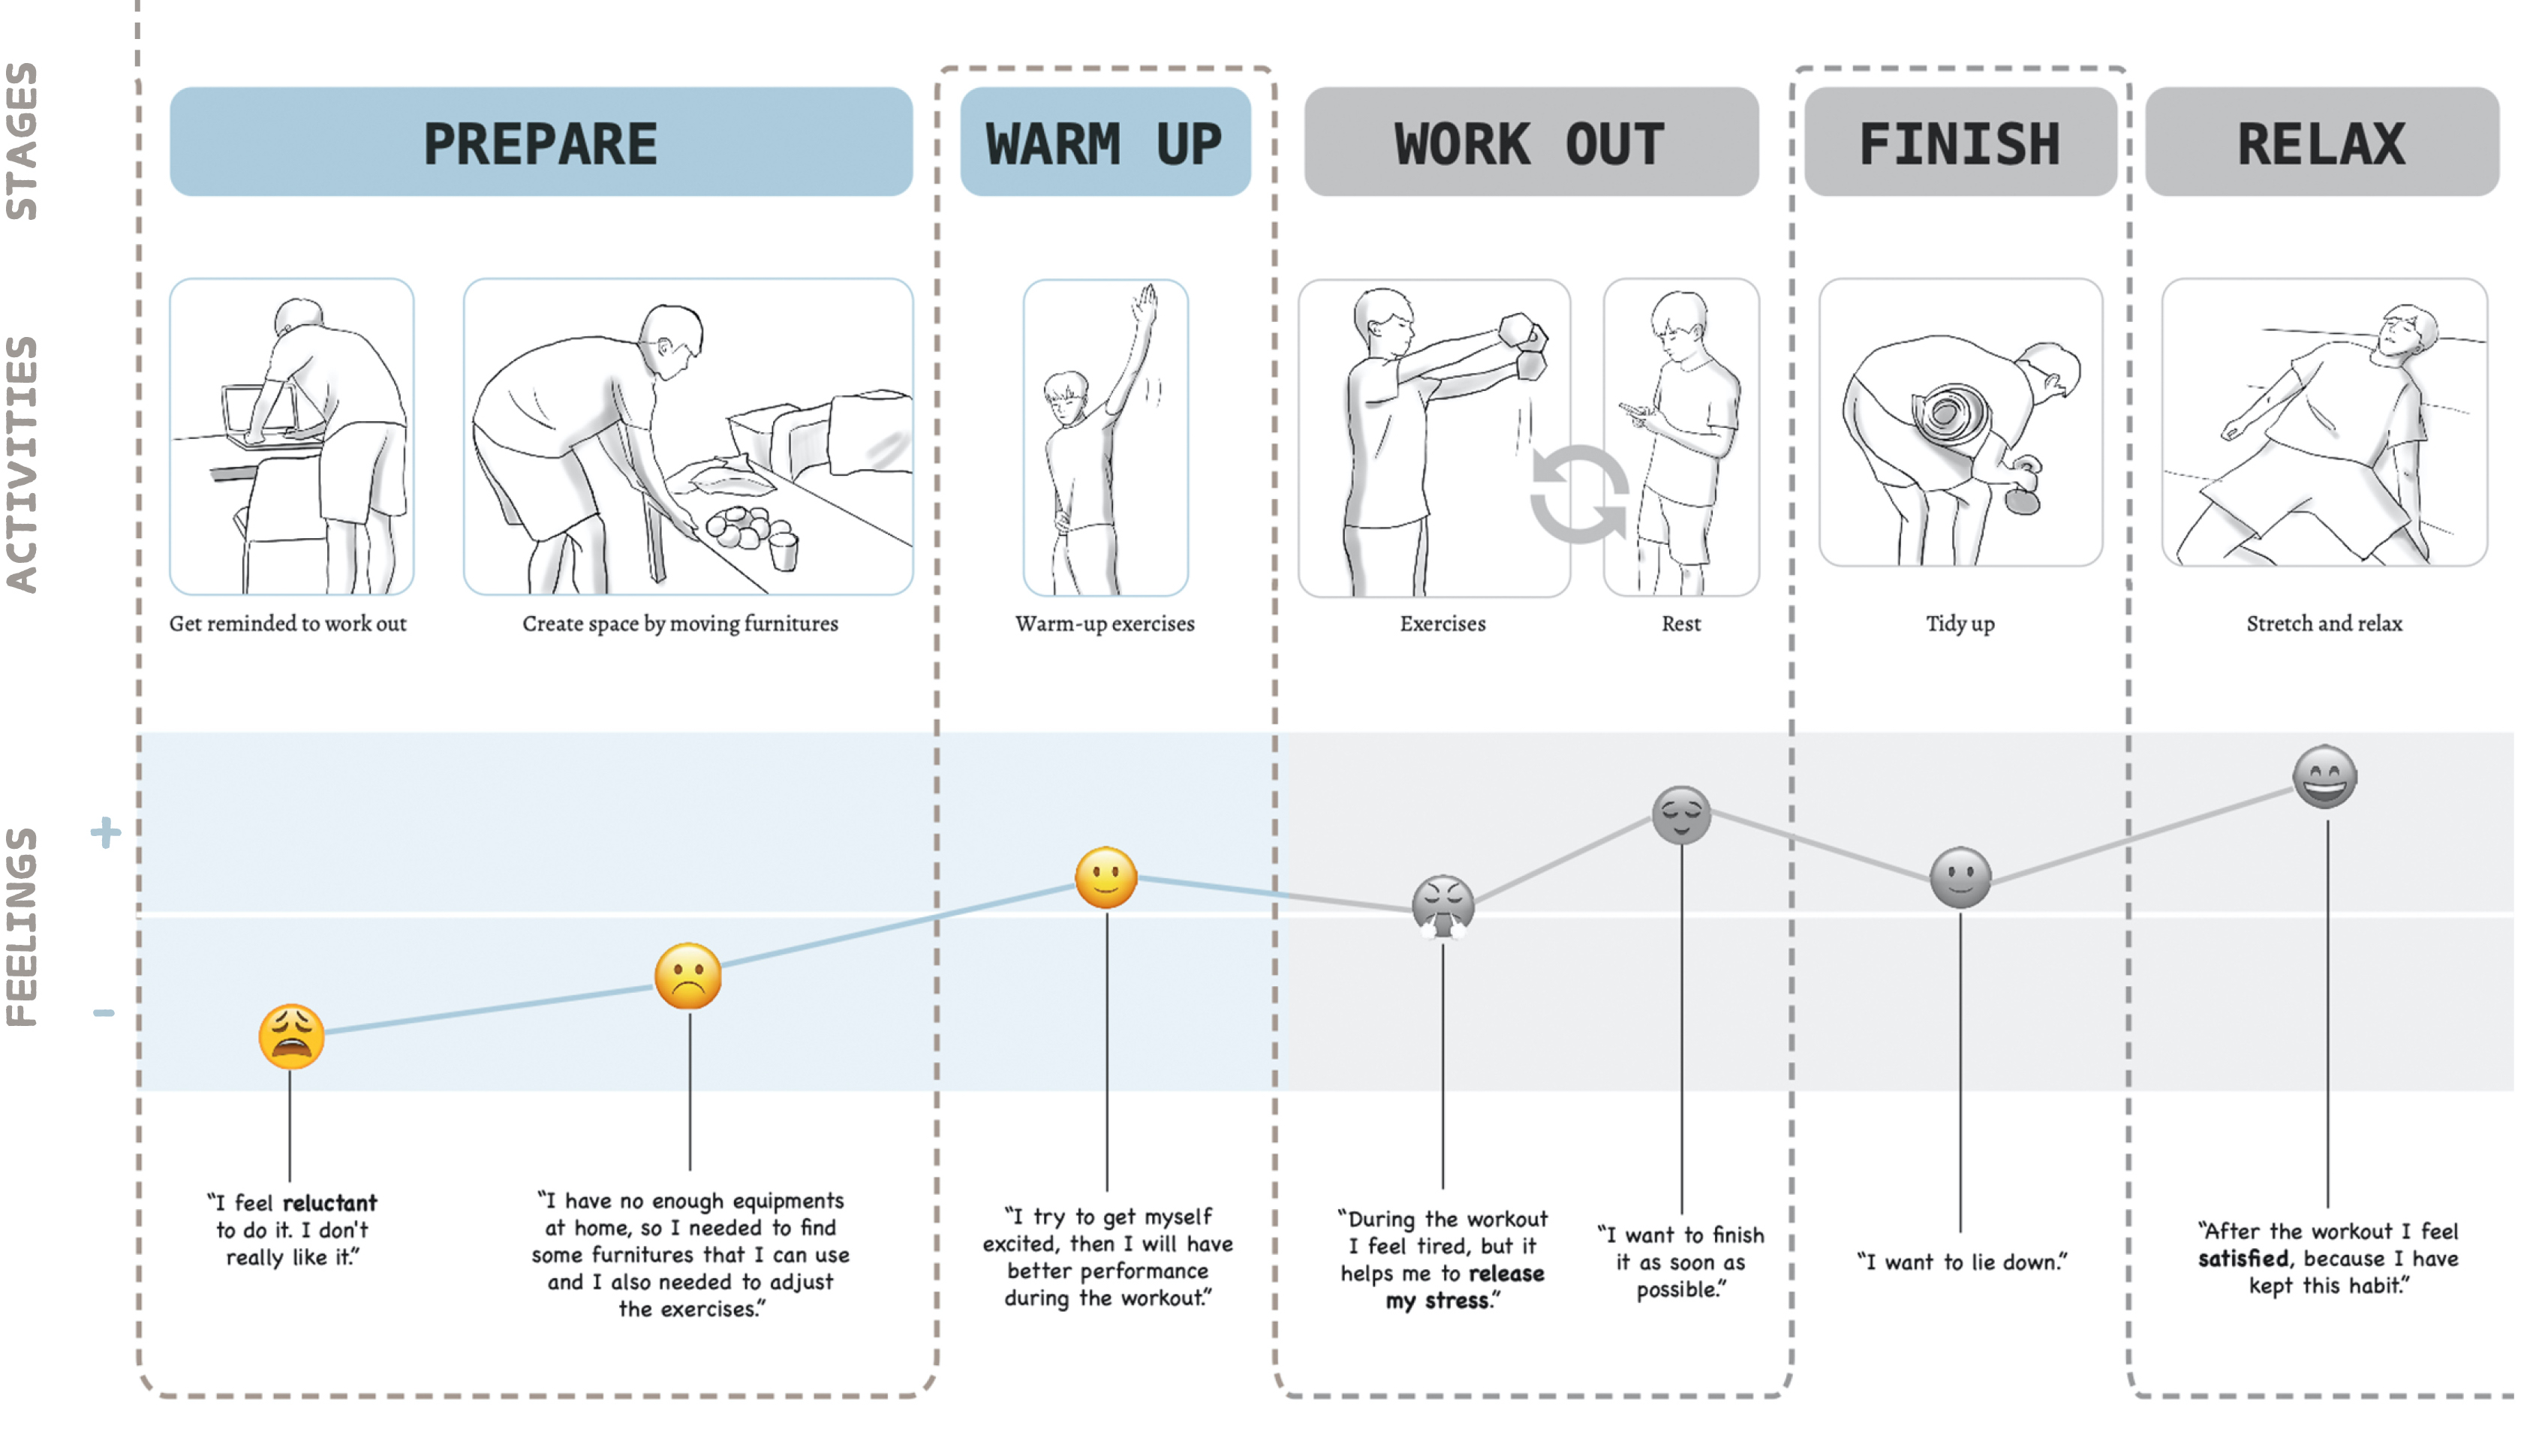 STAGES
PREPARE
WARM UP
WORK OUT
FINISH
RELAX
ACTIVITIES
Get reminded to work out
Create space by moving furnitures
Warm-up exercises
Exercises
Rest
Tidy up
Stretch and relax
FEELINGS
+
-
“I feel reluctant
to do it. I don't
really like it.”
“I have no enough equipments
at home, so I needed to find
some furnitures that I can use
and I also needed to adjust
the exercises.”
“I try to get myself
excited, then I will have
better performance
during the workout.”
“During the workout
I feel tired, but it
helps me to release
my stress.”
“I want to finish
it as soon as
possible.”
“I want to lie down.”
“After the workout I feel
satisfied, because I have
kept this habit.”